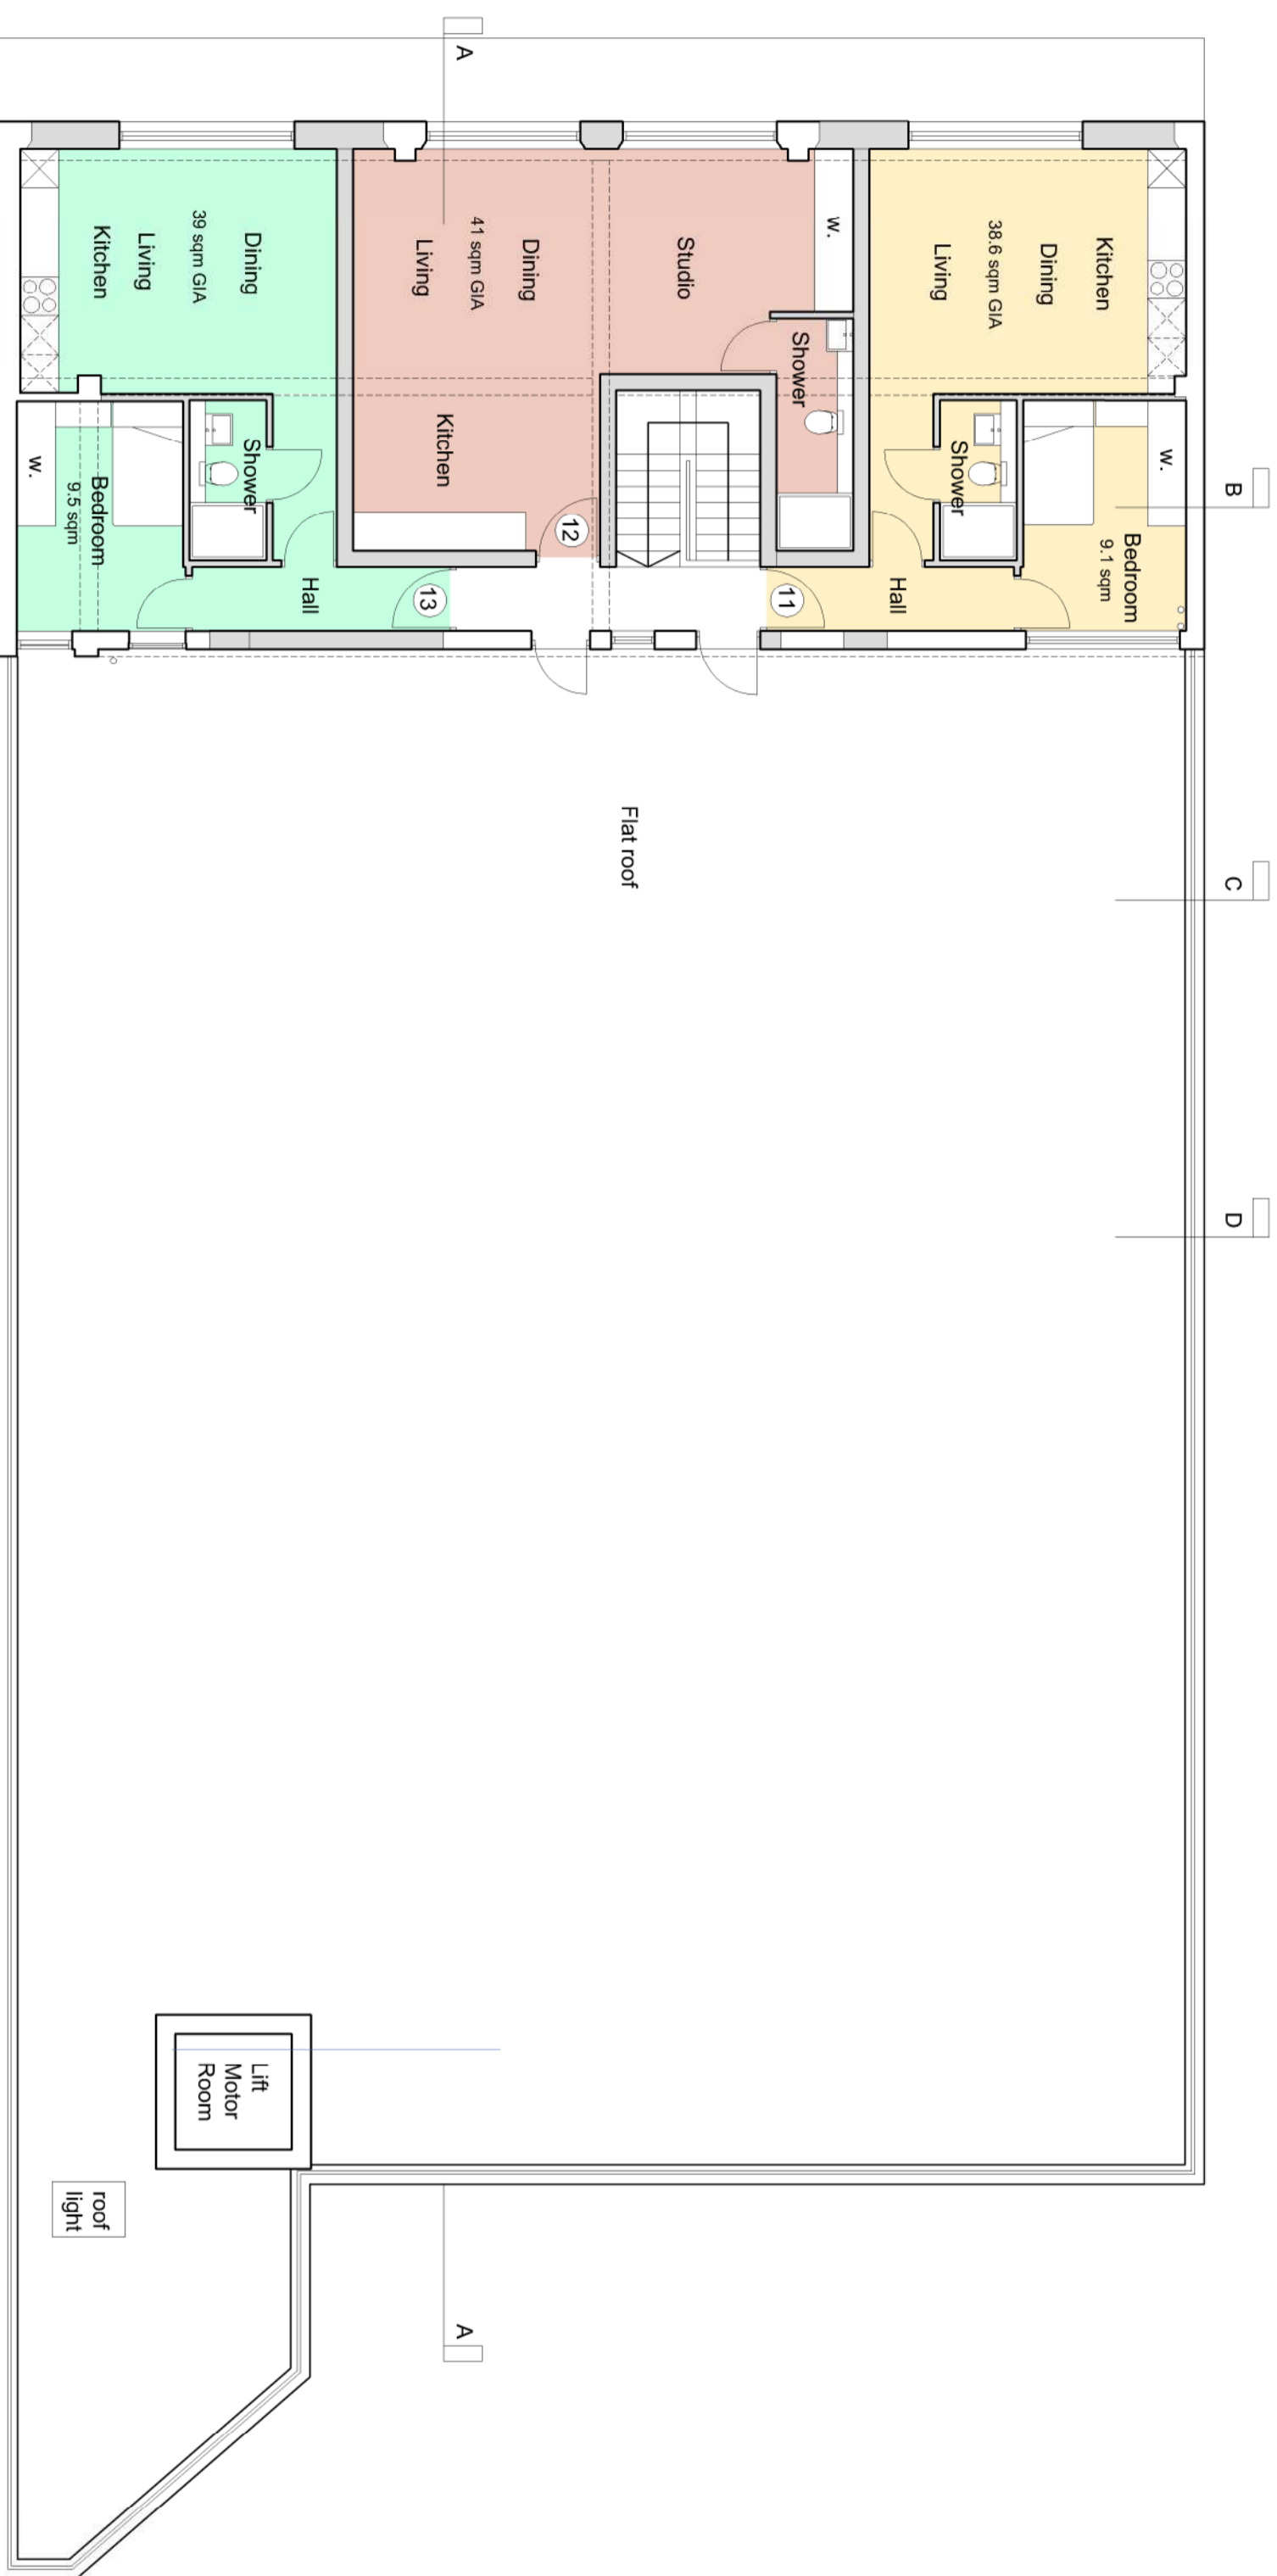 A
B
C
D
W.
Kitchen
Dining
38.6 sqm GIA
Living
Shower
Bedroom
9.1 sqm
W.
Hall
11
W.
Studio
Shower
Dining
41 sqm GIA
Living
Kitchen
12
Dining
39 sqm GIA
Living
Kitchen
Shower
Bedroom
9.5 sqm
W.
Hall
13
Flat roof
Lift
Motor
Room
roof
light
A